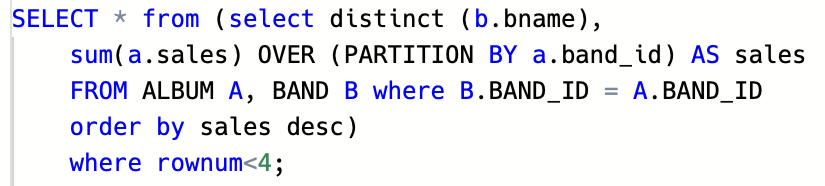 SELECT * from (select distinct (b.bname),
sum(a.sales) OVER (PARTITION BY a.band_id) AS sales
FROM ALBUM A, BAND B where B.BAND_ID = A.BAND_ID
order by sales desc)
where rownum<4;